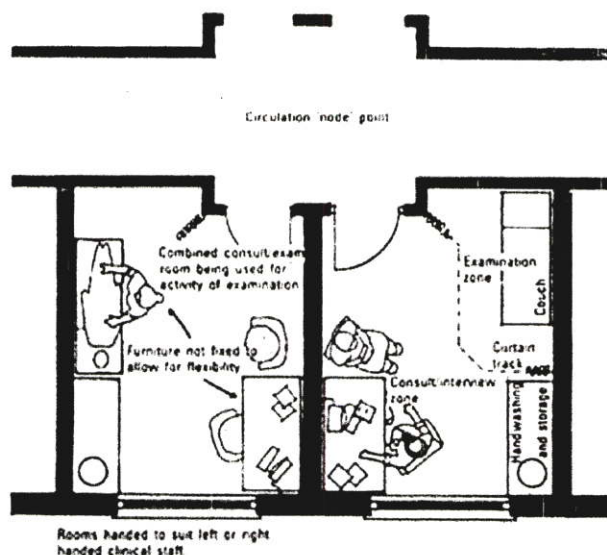 Circulation 'node' point
Combined consult/exam
room being used for
activity of examination
Furniture not fixed to
allow for flexibility
Examination
zone
Couch
Curtain
track
Consult/interview
zone
Handwashing
and storage
Rooms handed to suit left or right
handed clinical staff